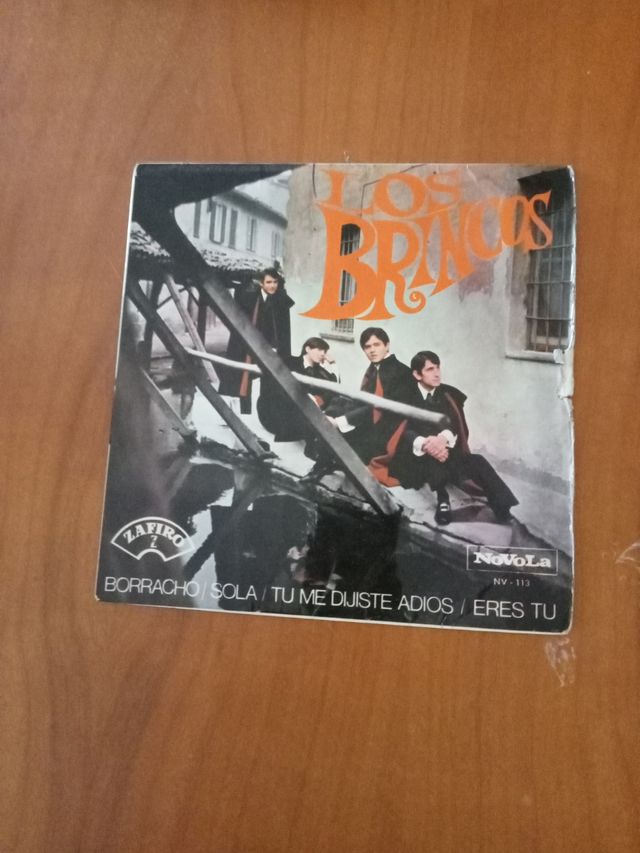 LOS
BRINCOS
ZAFIRO
Z
NOVOLA
NV - 113
BORRACHO / SOLA / TU ME DIJISTE ADIOS / ERES TU